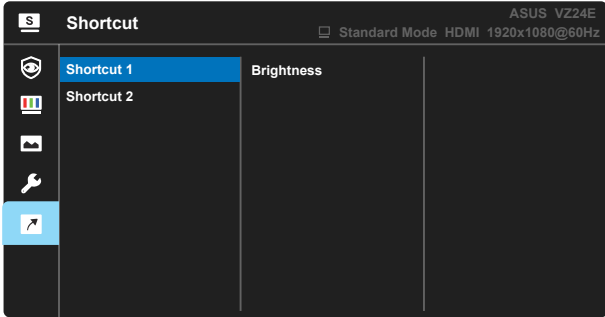 S
Shortcut
ASUS VZ24E
Standard Mode HDMI 1920x1080@60Hz
Shortcut 1
Brightness
Shortcut 2